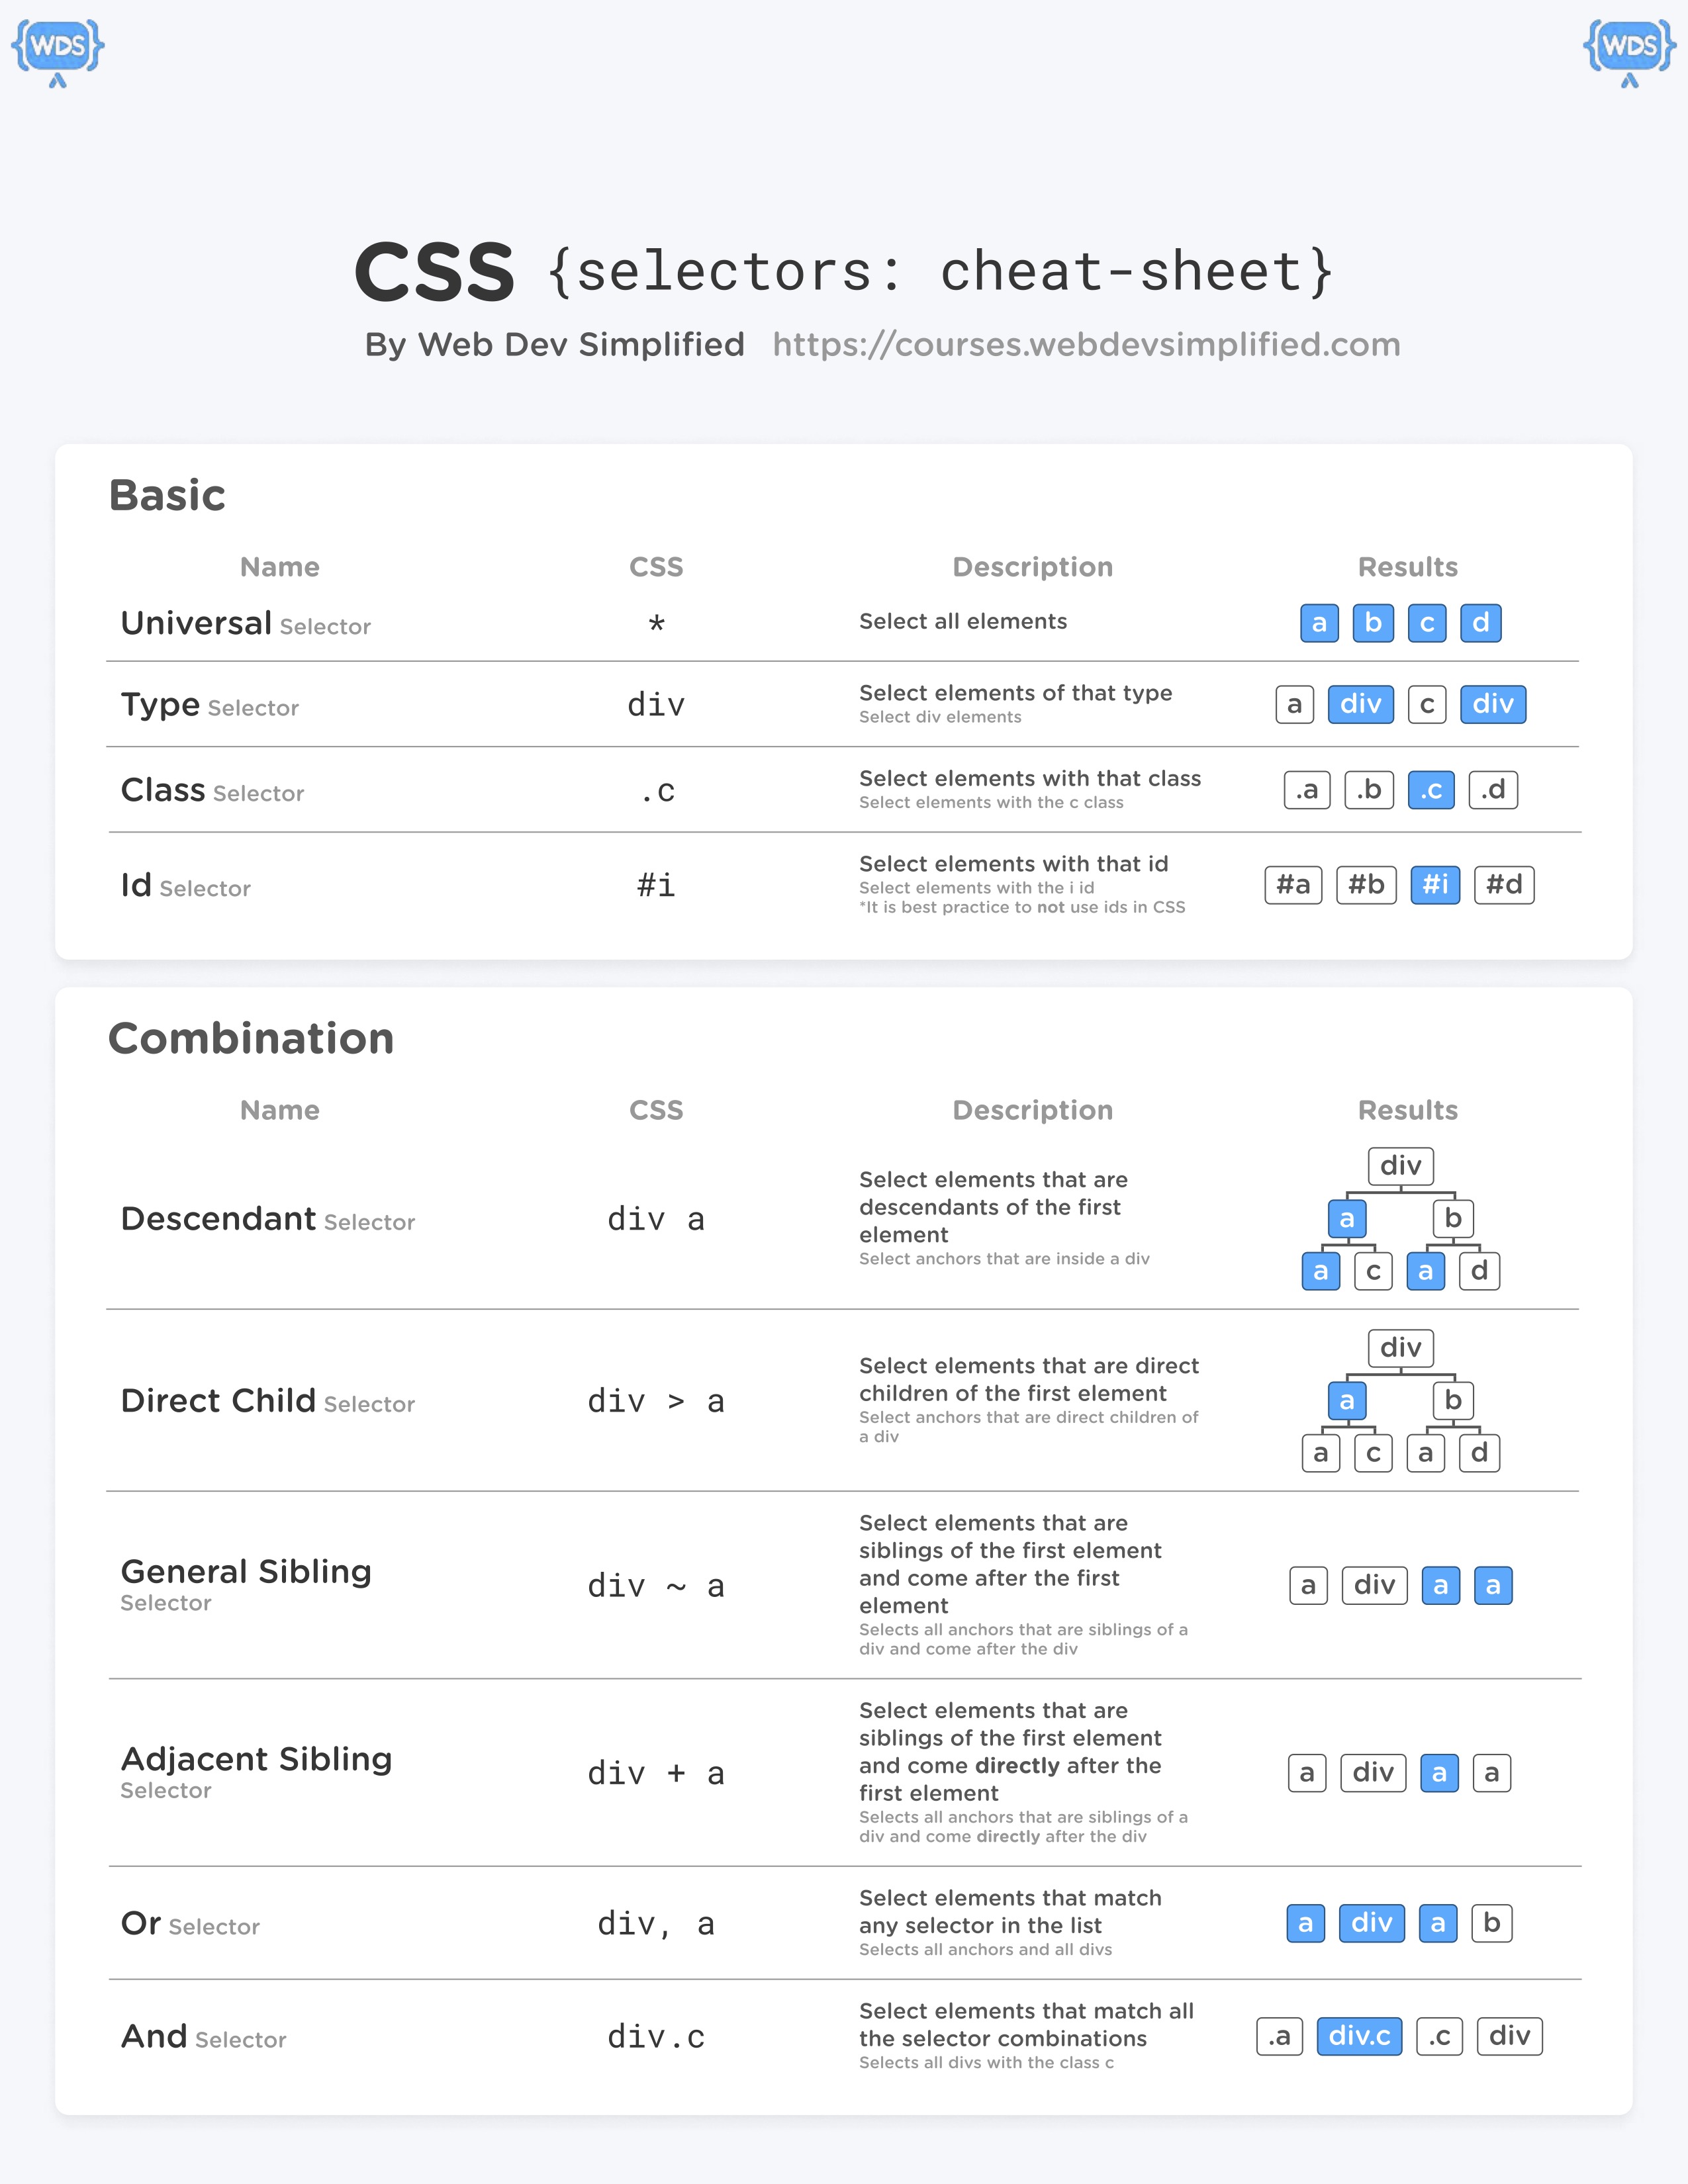 WDS
WDS
CSS {selectors: cheat-sheet}
By Web Dev Simplified https://courses.webdevsimplified.com
Basic
Name CSS Description Results
Universal Selector * Select all elements a b c d
Type Selector div Select elements of that type a div c div
Select div elements
Class Selector .c Select elements with that class .a .b .c .d
Select elements with the c class
Id Selector #i Select elements with that id #a #b #i #d
Select elements with the i id
*It is best practice to not use ids in CSS
Combination
Name CSS Description Results
Descendant Selector div a
Select elements that are
descendants of the first
element
Select anchors that are inside a div
div
a b
a c a d
Direct Child Selector div > a
Select elements that are direct
children of the first element
Select anchors that are direct children of
a div
div
a b
a c a d
General Sibling
Selector
div ~ a
Select elements that are
siblings of the first element
and come after the first
element
Selects all anchors that are siblings of a
div and come after the div
a div a a
Adjacent Sibling
Selector
div + a
Select elements that are
siblings of the first element
and come directly after the
first element
Selects all anchors that are siblings of a
div and come directly after the div
a div a a
Or Selector div, a
Select elements that match
any selector in the list
Selects all anchors and all divs
a div a b
And Selector div.c
Select elements that match all
the selector combinations
Selects all divs with the class c
.a div.c .c div